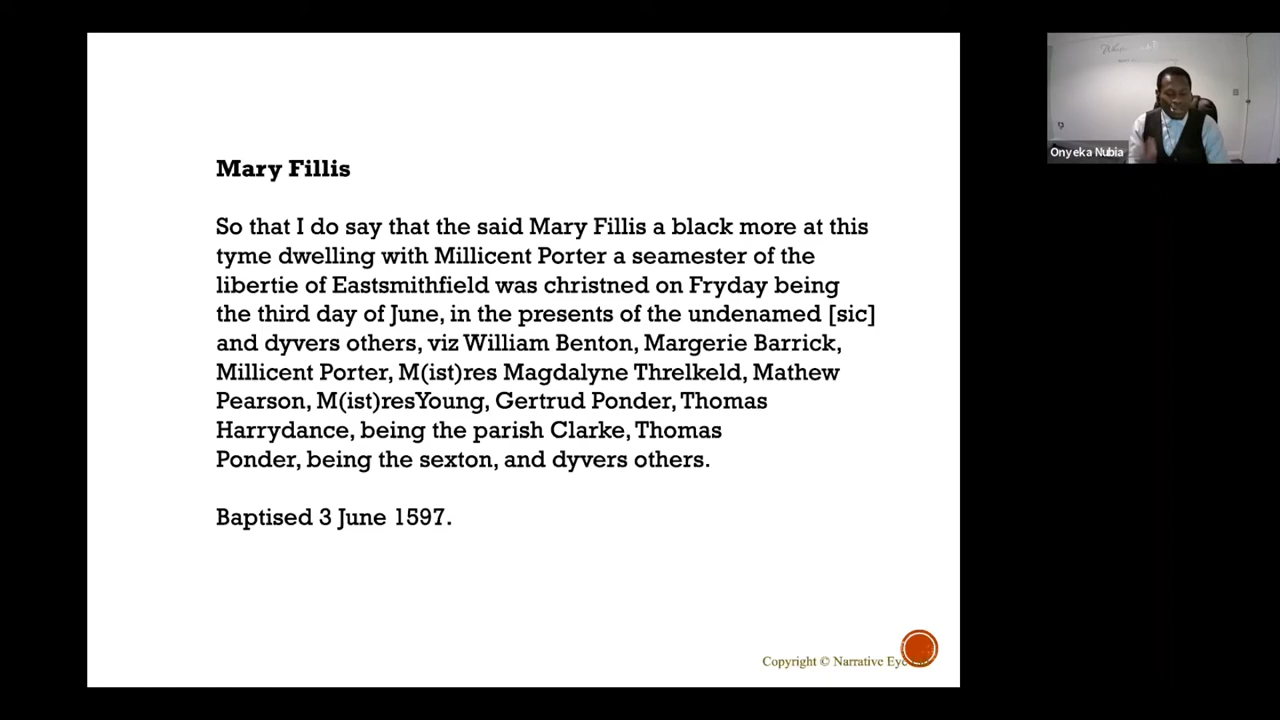 Mary Fillis
So that I do say that the said Mary Fillis a black more at this
tyme dwelling with Millicent Porter a seamester of the
libertie of Eastsmithfield was christned on Fryday being
the third day of June, in the presents of the undenamed [sic]
and dyvers others, viz William Benton, Margerie Barrick,
Millicent Porter, M(ist)res Magdalyne Threlkeld, Mathew
Pearson, M(ist)resYoung, Gertrud Ponder, Thomas
Harrydance, being the parish Clarke, Thomas
Ponder, being the sexton, and dyvers others.
Baptised 3 June 1597.
Copyright © Narrative Eye
Onyeka Nubia